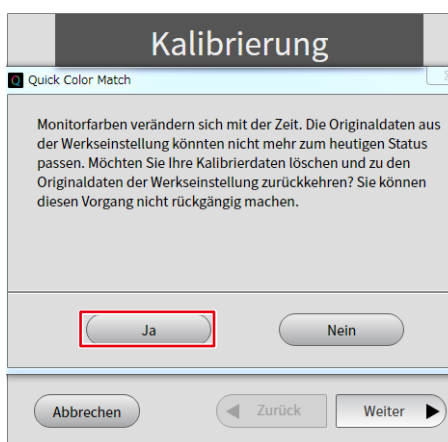 Kalibrierung
Quick Color Match
Monitorfarben verändern sich mit der Zeit. Die Originaldaten aus
der Werkseinstellung könnten nicht mehr zum heutigen Status
passen. Möchten Sie Ihre Kalibrierdaten löschen und zu den
Originaldaten der Werkseinstellung zurückkehren? Sie können
diesen Vorgang nicht rückgängig machen.
Ja Nein
Abbrechen Zurück Weiter